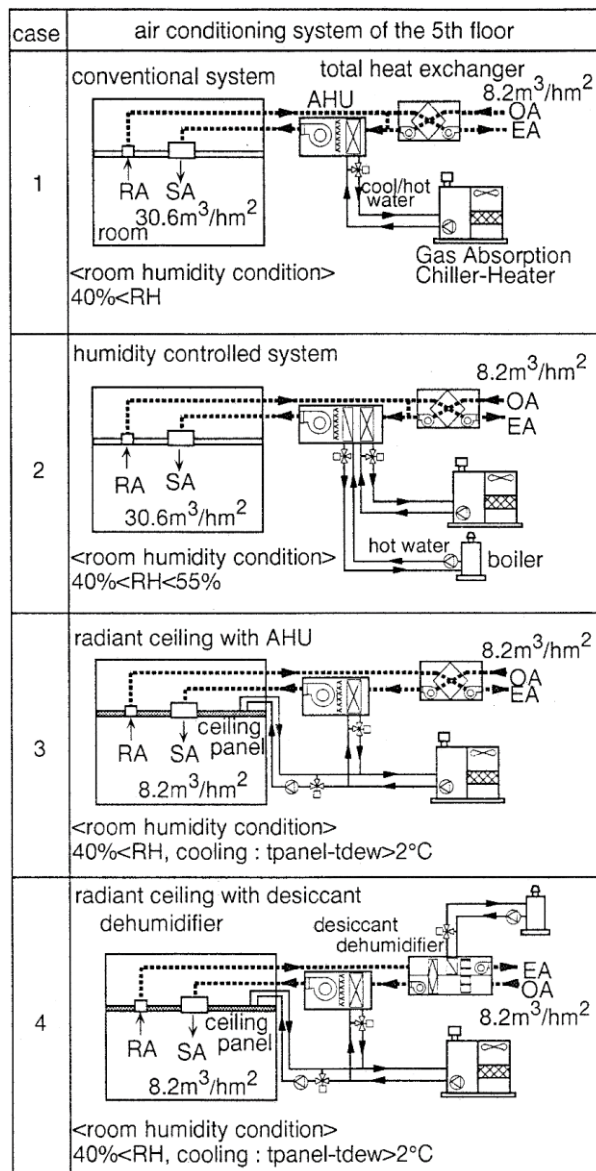 case
air conditioning system of the 5th floor
1
conventional system
total heat exchanger
AHU
8.2m³/hm²
OA
EA
RA
SA
30.6m³/hm²
room
cool/hot
water
Gas Absorption
Chiller-Heater
<room humidity condition>
40%<RH
2
humidity controlled system
8.2m³/hm²
OA
EA
RA
SA
30.6m³/hm²
hot water
boiler
<room humidity condition>
40%<RH<55%
3
radiant ceiling with AHU
8.2m³/hm²
OA
EA
ceiling
panel
RA
SA
8.2m³/hm²
<room humidity condition>
40%<RH, cooling : tpanel-tdew>2°C
4
radiant ceiling with desiccant
dehumidifier
desiccant
dehumidifier
EA
OA
8.2m³/hm²
ceiling
panel
RA
SA
8.2m³/hm²
<room humidity condition>
40%<RH, cooling : tpanel-tdew>2°C